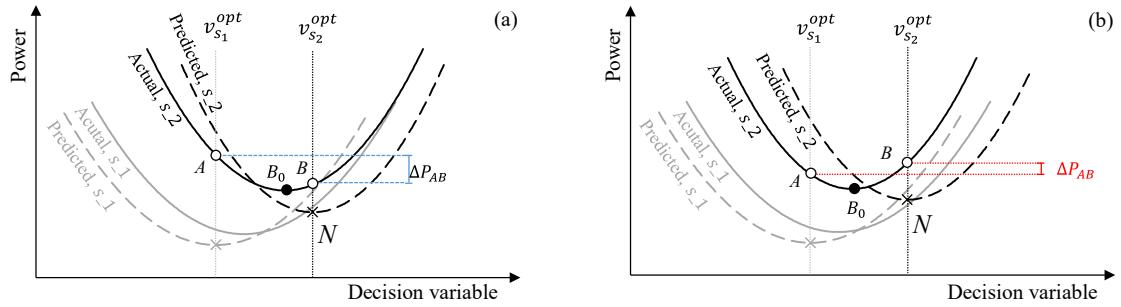 (a)
Power
v_{s_1}^{opt}
v_{s_2}^{opt}
Predicted, s_2
Actual, s_2
Acutal, s_1
Predicted, s_1
A
B_0
B
ΔP_{AB}
N
Decision variable
(b)
Power
v_{s_1}^{opt}
v_{s_2}^{opt}
Predicted, s_2
Actual, s_2
Acutal, s_1
Predicted, s_1
A
B_0
B
ΔP_{AB}
N
Decision variable